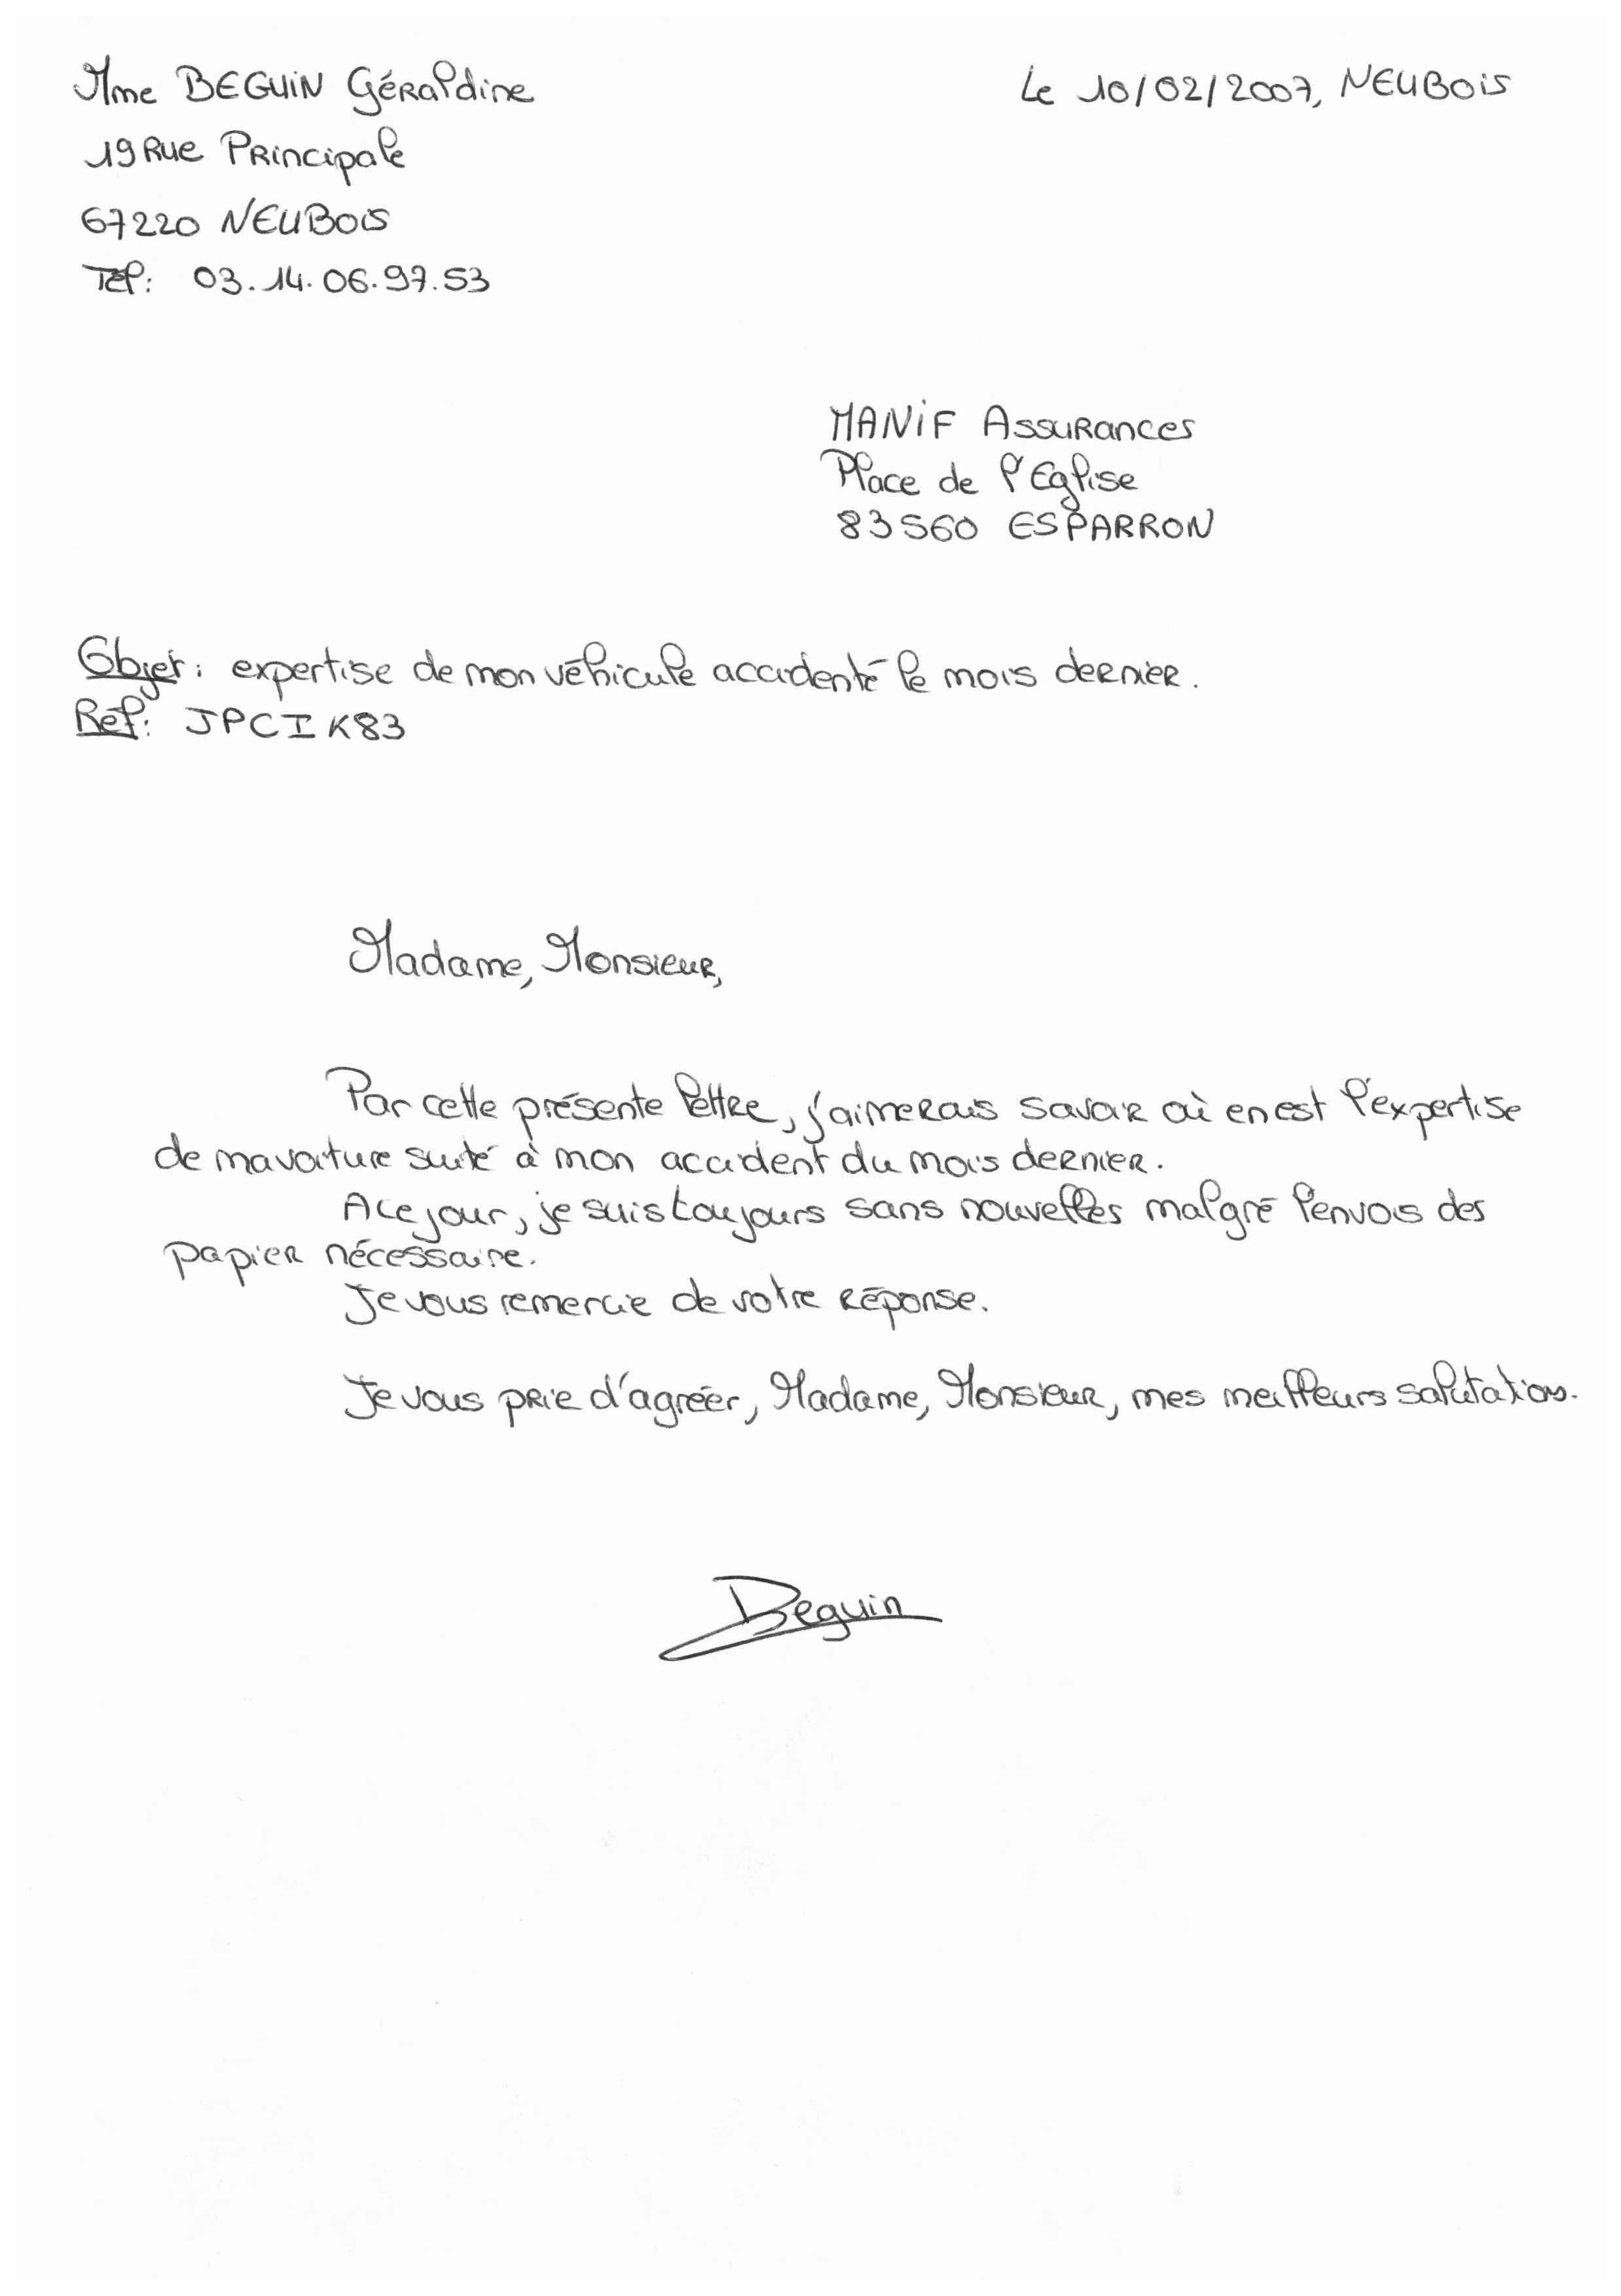 Mme BEGUIN Géraldine
Le 10/02/2007, NEUBOIS
19 Rue Principale
67220 NEUBOIS
Tél: 03.14.06.97.53
MANIF Assurances
Place de l'Eglise
83560 ESPARRON
Objet: expertise de mon véhicule accidenté le mois dernier.
Réf: JPCIK83
Madame, Monsieur,
Par cette présente lettre, j'aimerais savoir où en est l'expertise
de ma voiture suité à mon accident du mois dernier.
A ce jour, je suis toujours sans nouvelles malgré l'envois des
papier nécessaire.
Je vous remercie de votre réponse.
Je vous prie d'agréer, Madame, Monsieur, mes meilleurs salutations.
Beguin